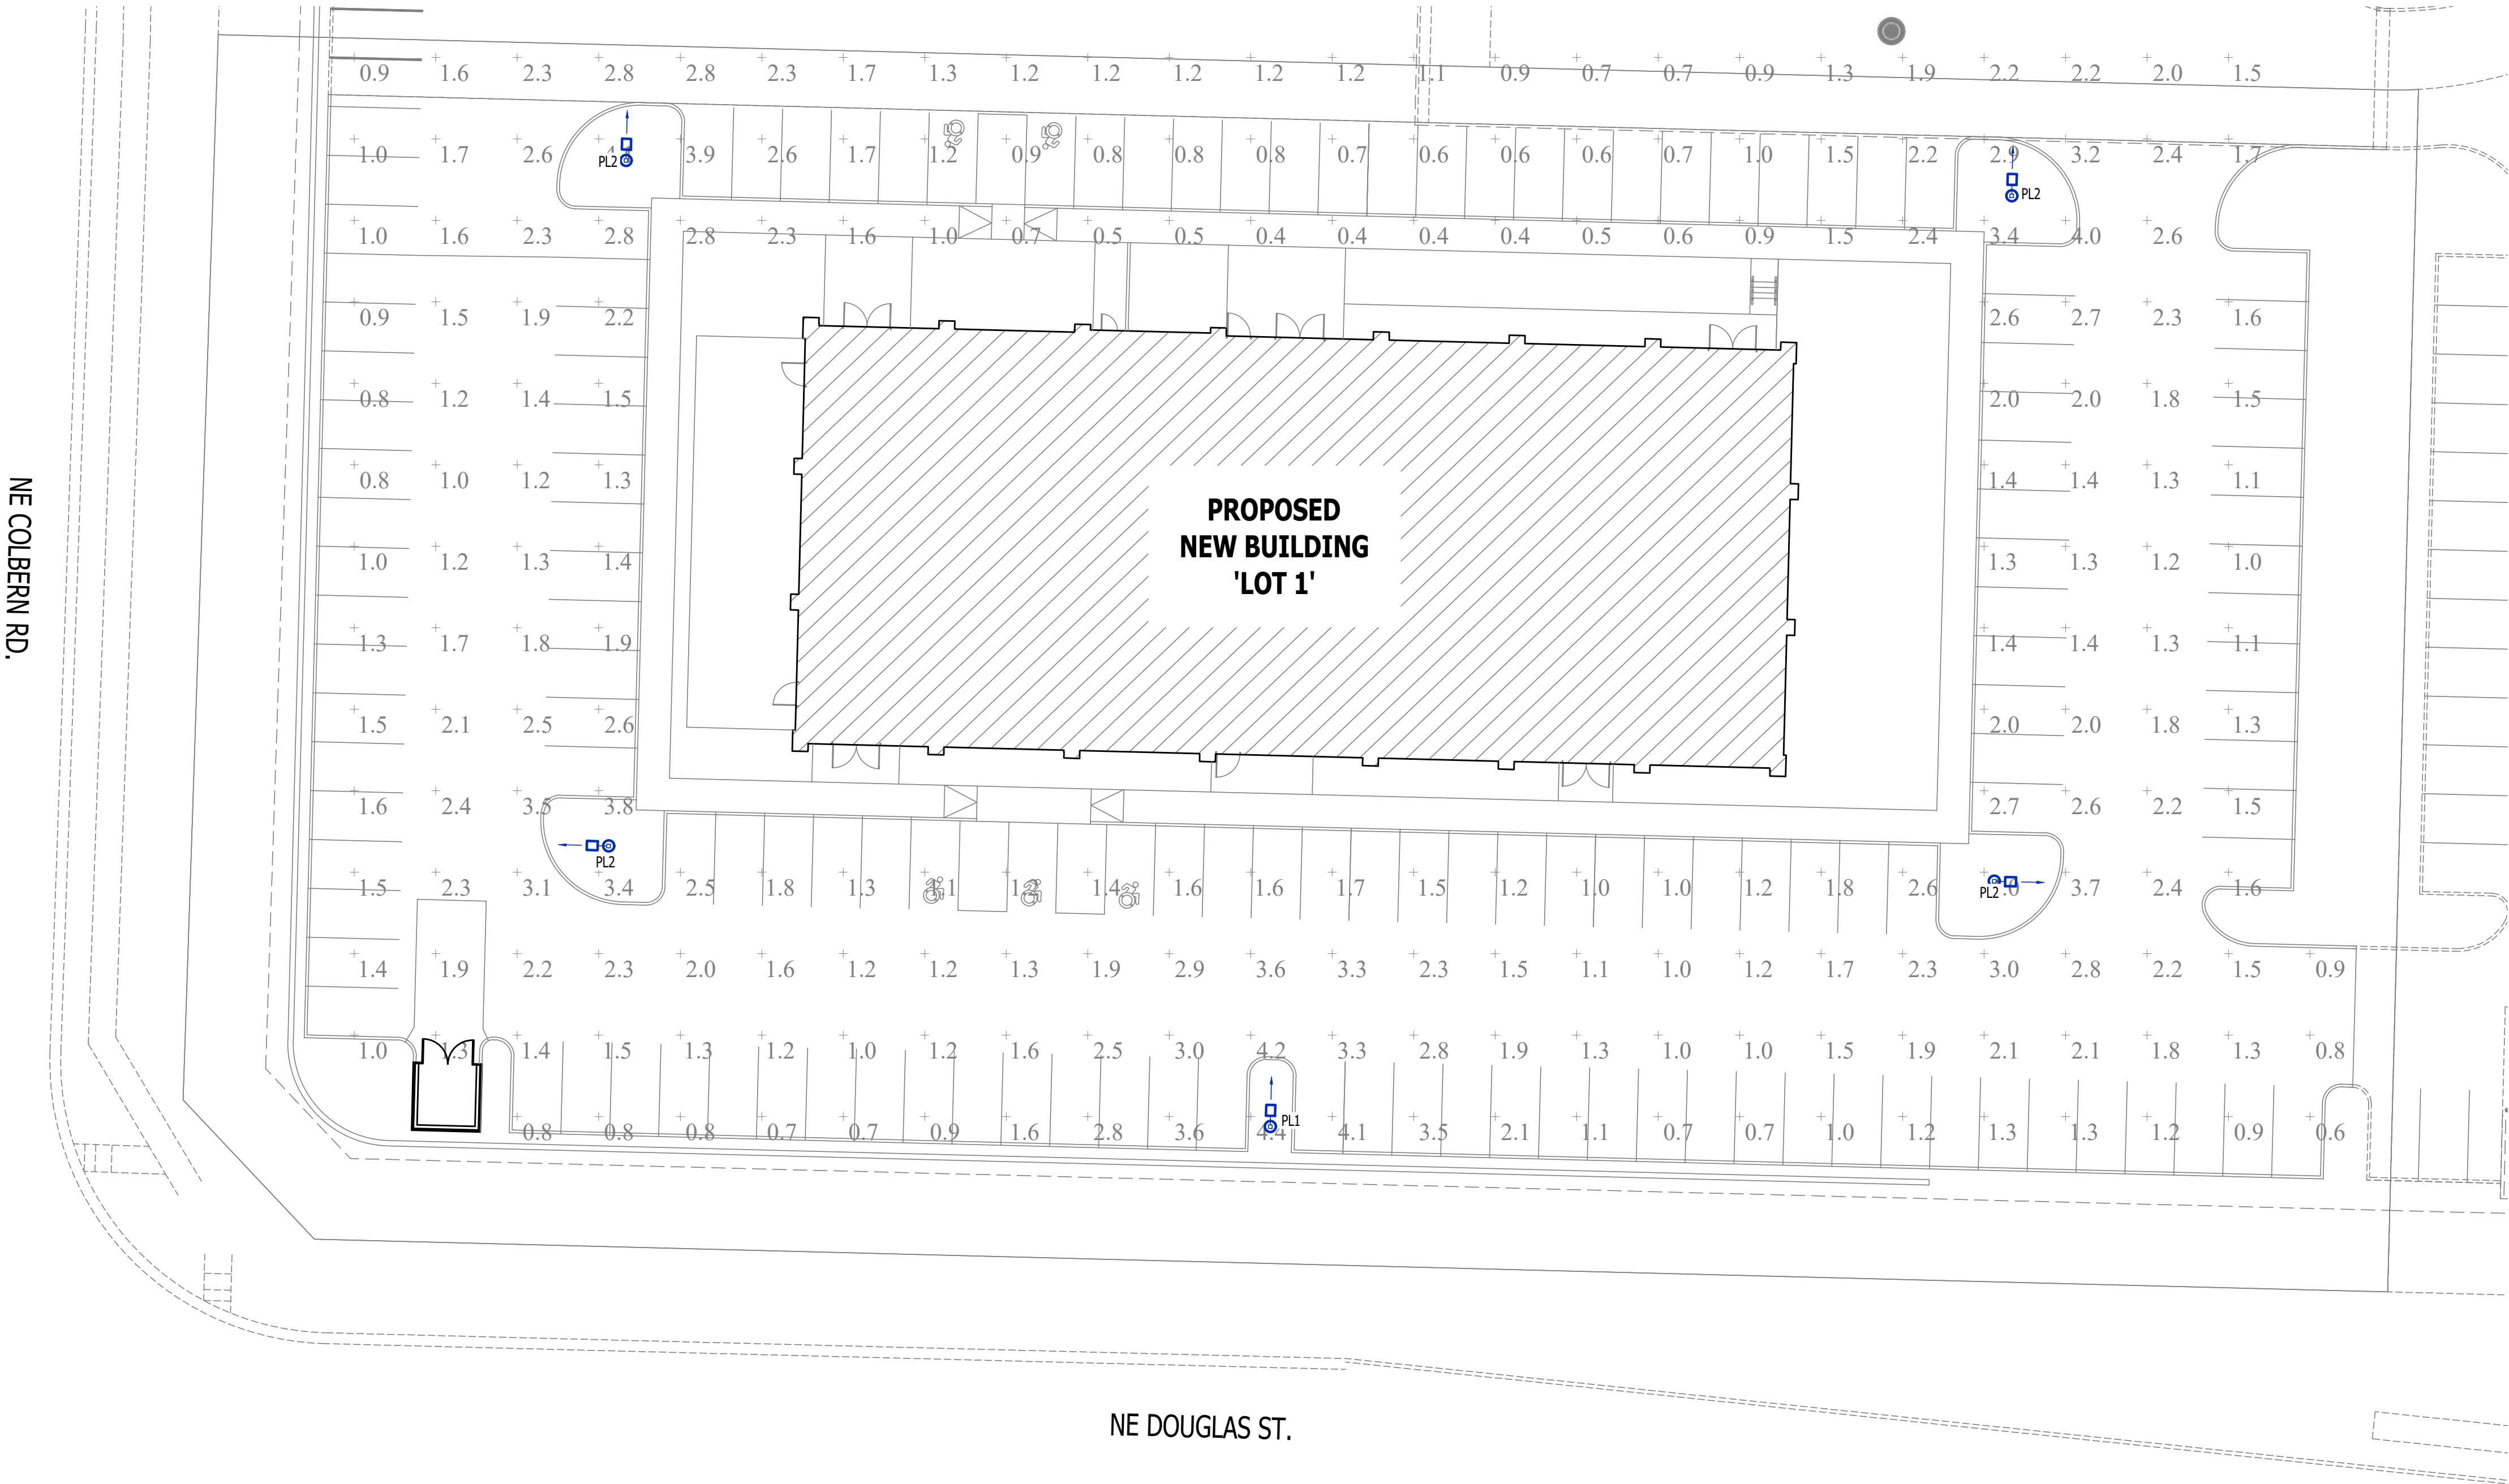 0.9 1.6 2.3 2.8 2.8 2.3 1.7 1.3 1.2 1.2 1.2 1.2 1.2 1.1 0.9 0.7 0.7 0.9 1.3 1.9 2.2 2.2 2.0 1.5
1.0 1.7 2.6 3.9 2.6 1.7 1.2 0.9 0.8 0.8 0.8 0.7 0.6 0.6 0.6 0.7 1.0 1.5 2.2 2.9 3.2 2.4 1.7
PL2
PL2
1.0 1.6 2.3 2.8 2.8 2.3 1.6 1.0 0.7 0.5 0.5 0.4 0.4 0.4 0.4 0.5 0.6 0.9 1.5 2.4 3.4 4.0 2.6
0.9 1.5 1.9 2.2 2.6 2.7 2.3 1.6
0.8 1.2 1.4 1.5 2.0 2.0 1.8 1.5
0.8 1.0 1.2 1.3 1.4 1.4 1.3 1.1
PROPOSED
NEW BUILDING
'LOT 1'
NE COLBERN RD.
1.0 1.2 1.3 1.4 1.3 1.3 1.2 1.0
1.3 1.7 1.8 1.9 1.4 1.4 1.3 1.1
1.5 2.1 2.5 2.6 2.0 2.0 1.8 1.3
1.6 2.4 3.5 3.8 2.7 2.6 2.2 1.5
PL2
1.5 2.3 3.1 3.4 2.5 1.8 1.3 1.1 1.2 1.4 1.6 1.6 1.7 1.5 1.2 1.0 1.0 1.2 1.8 2.6 3.7 2.4 1.6
PL2
1.4 1.9 2.2 2.3 2.0 1.6 1.2 1.2 1.3 1.9 2.9 3.6 3.3 2.3 1.5 1.1 1.0 1.2 1.7 2.3 3.0 2.8 2.2 1.5 0.9
1.0 1.3 1.4 1.5 1.3 1.2 1.0 1.2 1.6 2.5 3.0 4.2 3.3 2.8 1.9 1.3 1.0 1.0 1.5 1.9 2.1 2.1 1.8 1.3 0.8
PL1
0.8 0.8 0.8 0.7 0.7 0.9 1.6 2.8 3.6 4.4 4.1 3.5 2.1 1.1 0.7 0.7 1.0 1.2 1.3 1.3 1.2 0.9 0.6
NE DOUGLAS ST.